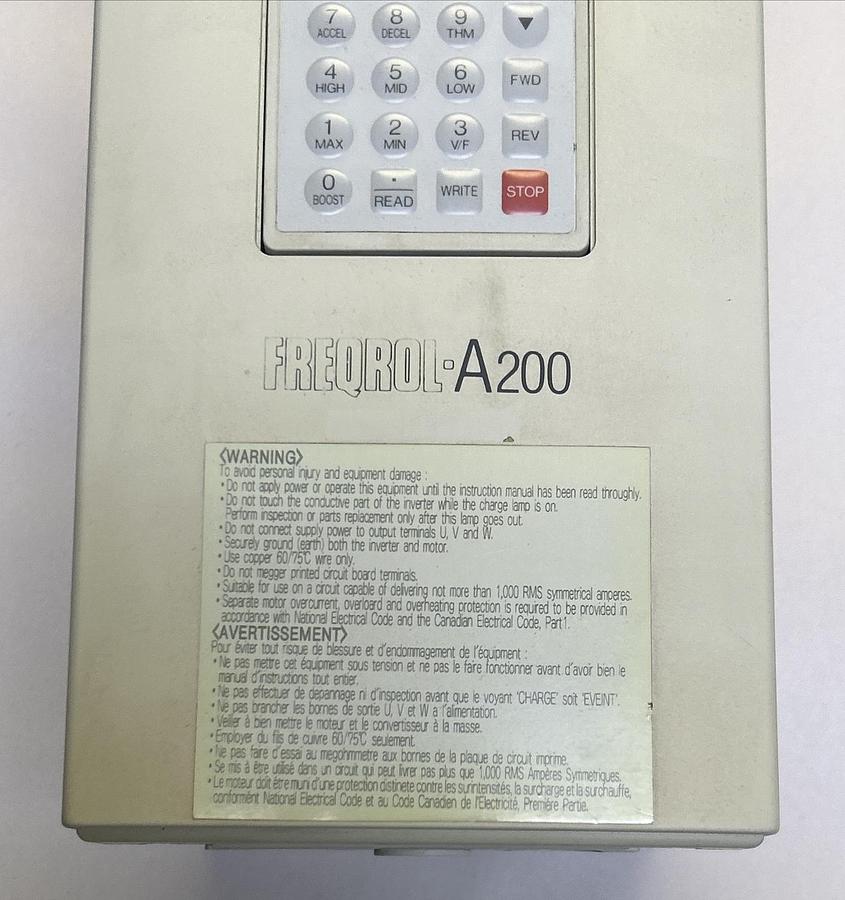 7 8 9 ▼
ACCEL DECEL THM
4 5 6 FWD
HIGH MID LOW
1 2 3 REV
MAX MIN V/F
0 · WRITE STOP
BOOST READ
FREQROL-A200
〈WARNING〉
To avoid personal injury and equipment damage :
• Do not apply power or operate this equipment until the instruction manual has been read throughly.
• Do not touch the conductive part of the inverter while the charge lamp is on.
Perform inspection or parts replacement only after this lamp goes out.
• Do not connect supply power to output terminals U, V and W.
• Securely ground (earth) both the inverter and motor.
• Use copper 60/75℃ wire only.
• Do not megger printed circuit board terminals.
• Suitable for use on a circuit capable of delivering not more than 1,000 RMS symmetrical amperes.
• Separate motor overcurrent, overload and overheating protection is required to be provided in
accordance with National Electrical Code and the Canadian Electrical Code, Part 1.
〈AVERTISSEMENT〉
Pour éviter tout risque de blessure et d'endommagement de l'équipment :
• Ne pas mettre cet équipment sous tension et ne pas le faire fonctionner avant d'avoir bien le
manual d'instructions tout entier.
• Ne pas effectuer de depannage ni d'inspection avant que le voyant 'CHARGE' soit 'EVEINT'.
• Ne pas brancher les bornes de sortie U, V et W a l'alimentation.
• Veiller à bien mettre le moteur et le convertisseur à la masse.
• Employer du fils de cuivre 60/75℃ seulement.
• Ne pas faire d'essai au megohmmetre aux bornes de la plaque de circuit imprime.
• Se mis à être utilisé dans un circuit qui peut livrer pas plus que 1,000 RMS Ampères Symmetriques.
• Le moteur doit être muni d'une protection distinete contre les surintensités, la surcharge et la surchauffe,
conformént National Electrical Code et au Code Canadien de l'Electricité, Première Partie.